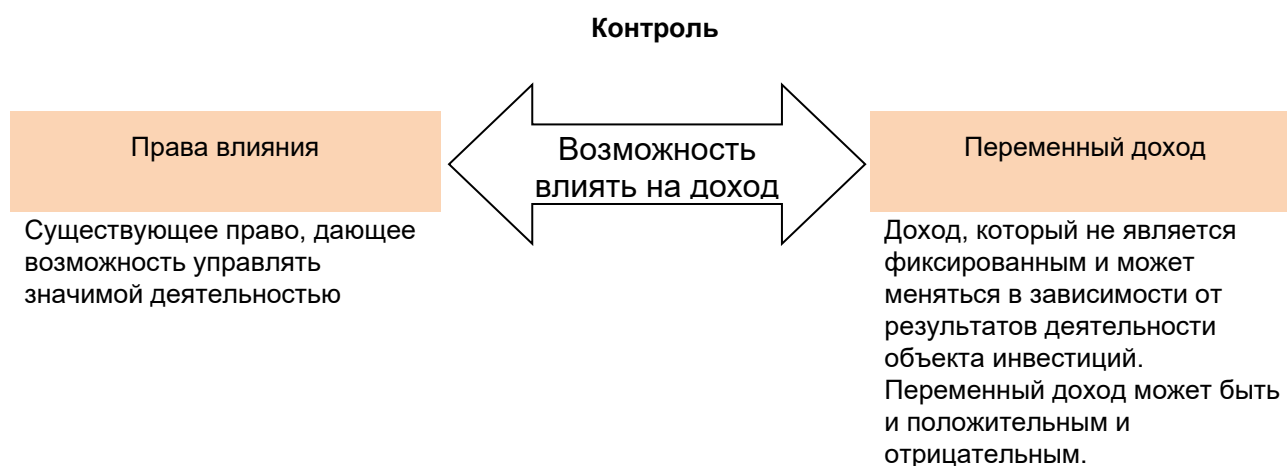 Контроль
Права влияния
Возможность
влиять на доход
Переменный доход
Существующее право, дающее
возможность управлять
значимой деятельностью
Доход, который не является
фиксированным и может
меняться в зависимости от
результатов деятельности
объекта инвестиций.
Переменный доход может быть
и положительным и
отрицательным.